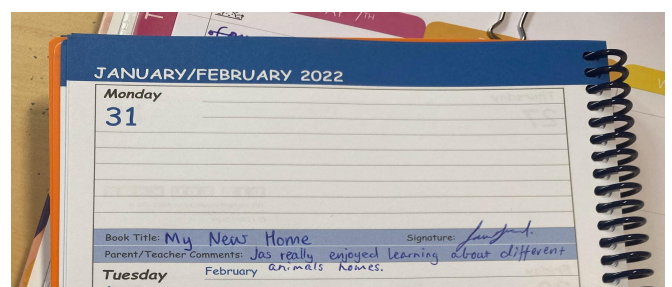 JANUARY/FEBRUARY 2022
Monday
31
Book Title: My New Home Signature:
Parent/Teacher Comments: Jas really enjoyed learning about different
Tuesday February animals homes.